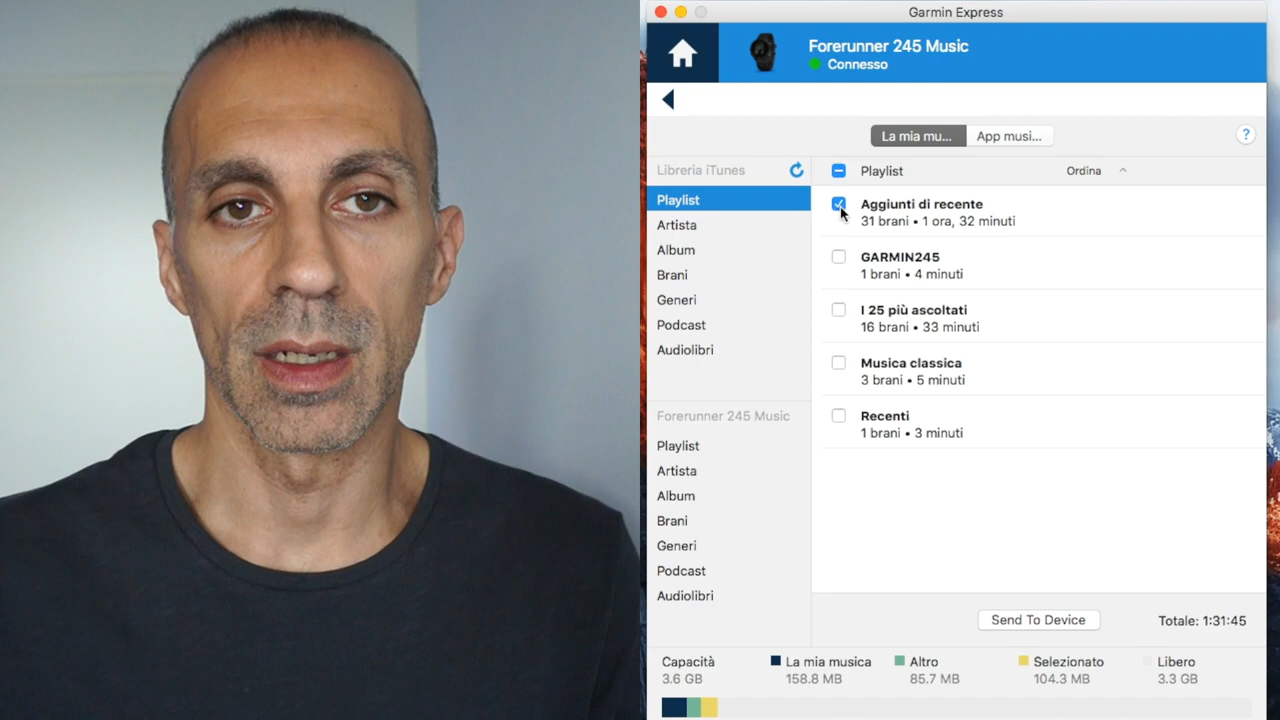 Garmin Express
Forerunner 245 Music
Connesso
La mia mu...
App musi...
?
Libreria iTunes
Playlist
Artista
Album
Brani
Generi
Podcast
Audiolibri
Forerunner 245 Music
Playlist
Artista
Album
Brani
Generi
Podcast
Audiolibri
Playlist
Ordina
Aggiunti di recente
31 brani • 1 ora, 32 minuti
GARMIN245
1 brani • 4 minuti
I 25 più ascoltati
16 brani • 33 minuti
Musica classica
3 brani • 5 minuti
Recenti
1 brani • 3 minuti
Send To Device
Totale: 1:31:45
Capacità
3.6 GB
La mia musica
158.8 MB
Altro
85.7 MB
Selezionato
104.3 MB
Libero
3.3 GB